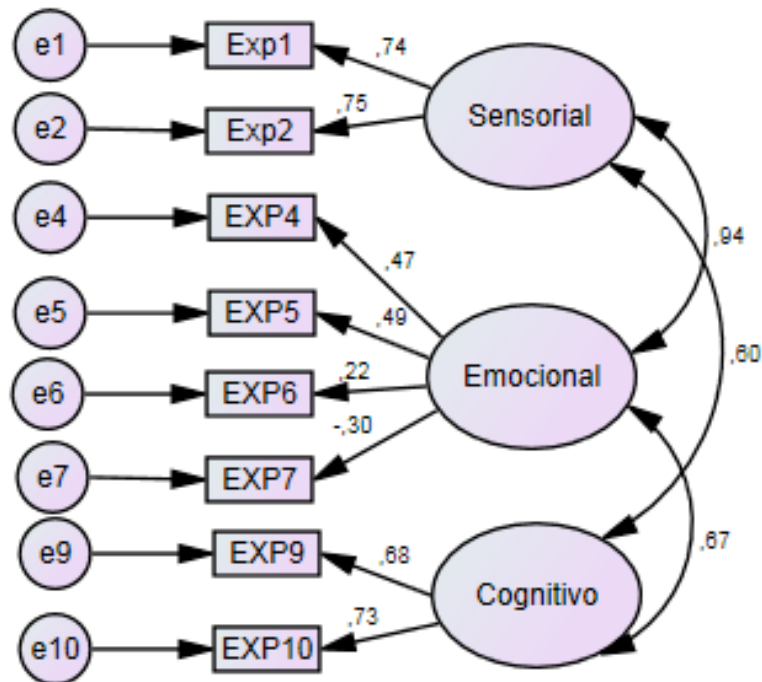 e1 Exp1 ,74
Sensorial
e2 Exp2 ,75
e4 EXP4
,94
,47
e5 EXP5 ,49
,60
Emocional
e6 EXP6 ,22
-,30
e7 EXP7
,67
e9 EXP9 ,68
Cognitivo
e10 EXP10 ,73